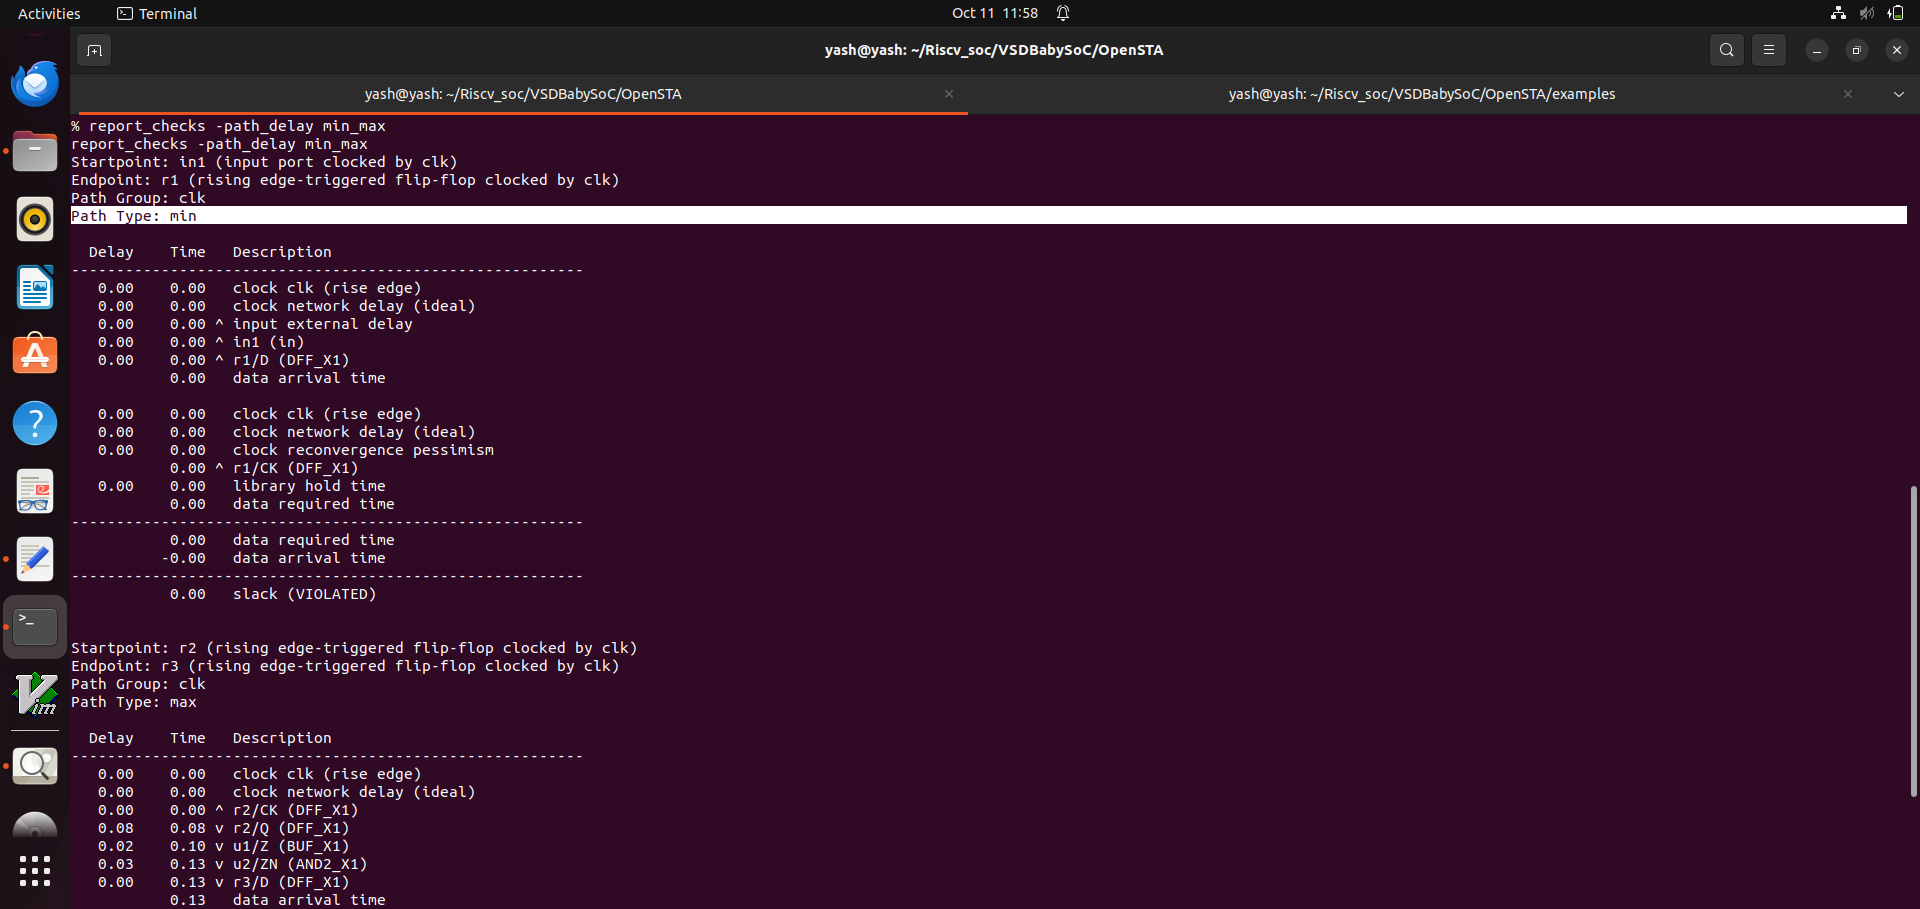 Activities Terminal Oct 11 11:58
yash@yash: ~/Riscv_soc/VSDBabySoC/OpenSTA
yash@yash: ~/Riscv_soc/VSDBabySoC/OpenSTA yash@yash: ~/Riscv_soc/VSDBabySoC/OpenSTA/examples
% report_checks -path_delay min_max
report_checks -path_delay min_max
Startpoint: in1 (input port clocked by clk)
Endpoint: r1 (rising edge-triggered flip-flop clocked by clk)
Path Group: clk
Path Type: min
  Delay    Time   Description
---------------------------------------------------------
   0.00    0.00   clock clk (rise edge)
   0.00    0.00   clock network delay (ideal)
   0.00    0.00 ^ input external delay
   0.00    0.00 ^ in1 (in)
   0.00    0.00 ^ r1/D (DFF_X1)
           0.00   data arrival time
   0.00    0.00   clock clk (rise edge)
   0.00    0.00   clock network delay (ideal)
   0.00    0.00   clock reconvergence pessimism
           0.00 ^ r1/CK (DFF_X1)
   0.00    0.00   library hold time
           0.00   data required time
---------------------------------------------------------
           0.00   data required time
          -0.00   data arrival time
---------------------------------------------------------
           0.00   slack (VIOLATED)
Startpoint: r2 (rising edge-triggered flip-flop clocked by clk)
Endpoint: r3 (rising edge-triggered flip-flop clocked by clk)
Path Group: clk
Path Type: max
  Delay    Time   Description
---------------------------------------------------------
   0.00    0.00   clock clk (rise edge)
   0.00    0.00   clock network delay (ideal)
   0.00    0.00 ^ r2/CK (DFF_X1)
   0.08    0.08 v r2/Q (DFF_X1)
   0.02    0.10 v u1/Z (BUF_X1)
   0.03    0.13 v u2/ZN (AND2_X1)
   0.00    0.13 v r3/D (DFF_X1)
           0.13   data arrival time